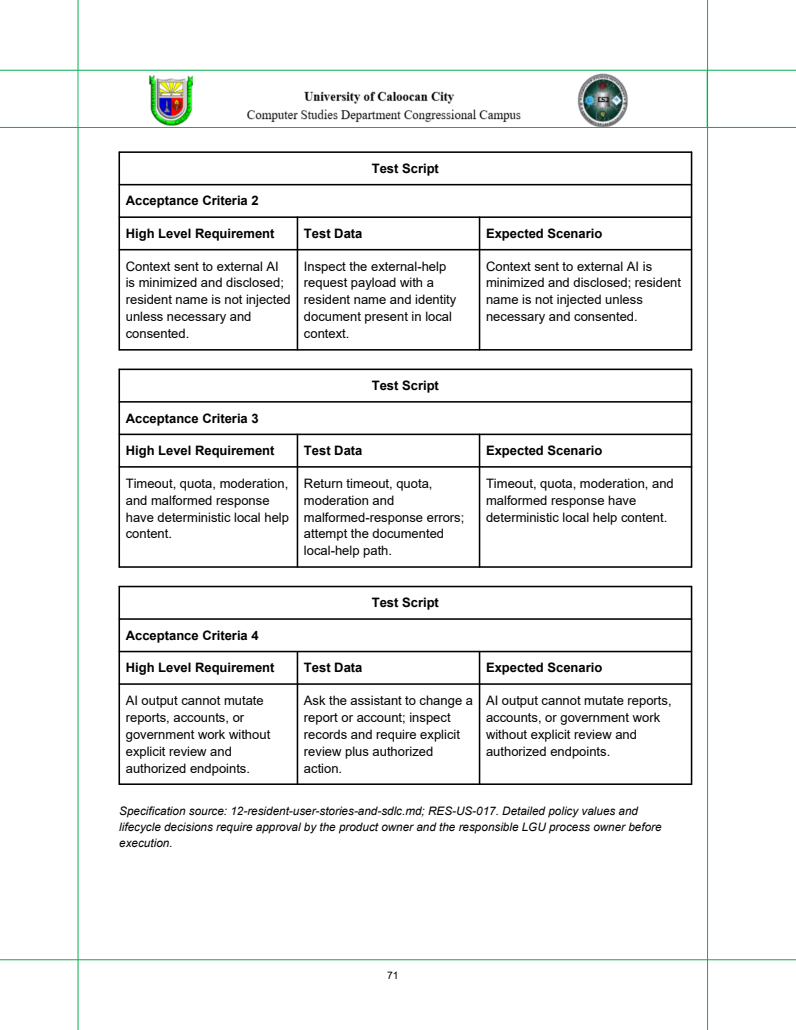 University of Caloocan City
Computer Studies Department Congressional Campus
Test Script
Acceptance Criteria 2
High Level Requirement
Test Data
Expected Scenario
Context sent to external AI
is minimized and disclosed;
resident name is not injected
unless necessary and
consented.
Inspect the external-help
request payload with a
resident name and identity
document present in local
context.
Context sent to external AI is
minimized and disclosed; resident
name is not injected unless
necessary and consented.
Test Script
Acceptance Criteria 3
High Level Requirement
Test Data
Expected Scenario
Timeout, quota, moderation,
and malformed response
have deterministic local help
content.
Return timeout, quota,
moderation and
malformed-response errors;
attempt the documented
local-help path.
Timeout, quota, moderation, and
malformed response have
deterministic local help content.
Test Script
Acceptance Criteria 4
High Level Requirement
Test Data
Expected Scenario
AI output cannot mutate
reports, accounts, or
government work without
explicit review and
authorized endpoints.
Ask the assistant to change a
report or account; inspect
records and require explicit
review plus authorized
action.
AI output cannot mutate reports,
accounts, or government work
without explicit review and
authorized endpoints.
Specification source: 12-resident-user-stories-and-sdlc.md; RES-US-017. Detailed policy values and
lifecycle decisions require approval by the product owner and the responsible LGU process owner before
execution.
71